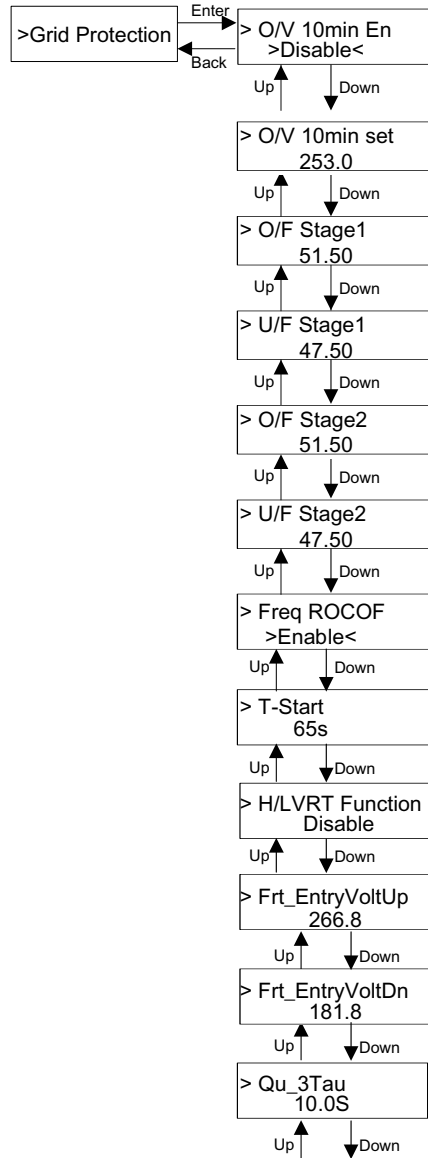 >Grid Protection
Enter
Back
> O/V 10min En
>Disable<
Up
Down
> O/V 10min set
253.0
Up
Down
> O/F Stage1
51.50
Up
Down
> U/F Stage1
47.50
Up
Down
> O/F Stage2
51.50
Up
Down
> U/F Stage2
47.50
Up
Down
> Freq ROCOF
>Enable<
Up
Down
> T-Start
65s
Up
Down
> H/LVRT Function
Disable
Up
Down
> Frt_EntryVoltUp
266.8
Up
Down
> Frt_EntryVoltDn
181.8
Up
Down
> Qu_3Tau
10.0S
Up
Down